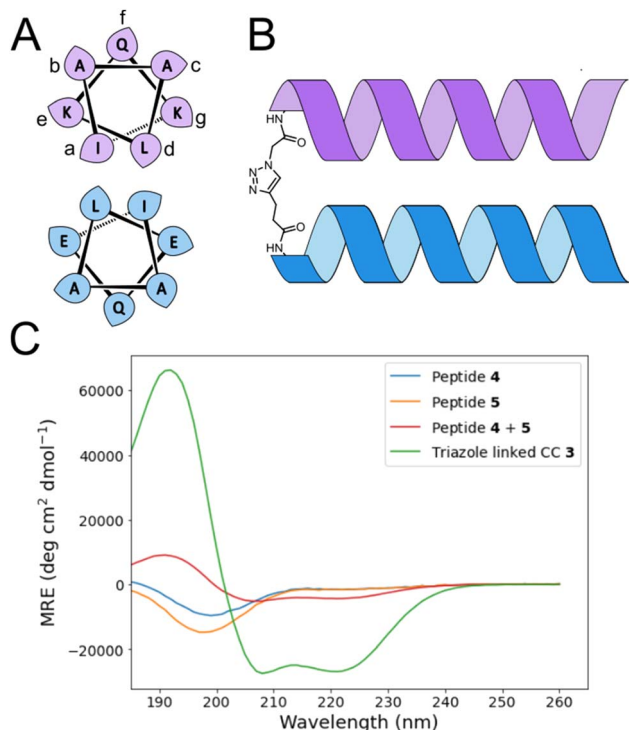 A
B
f
Q
b A A c
e K K g
a I L d
L I
E E
A A
Q
HN O
N
N
N
O
HN
C
Peptide 4
Peptide 5
Peptide 4 + 5
Triazole linked CC 3
MRE (deg cm² dmol⁻¹)
60000
40000
20000
0
−20000
190 200 210 220 230 240 250 260
Wavelength (nm)